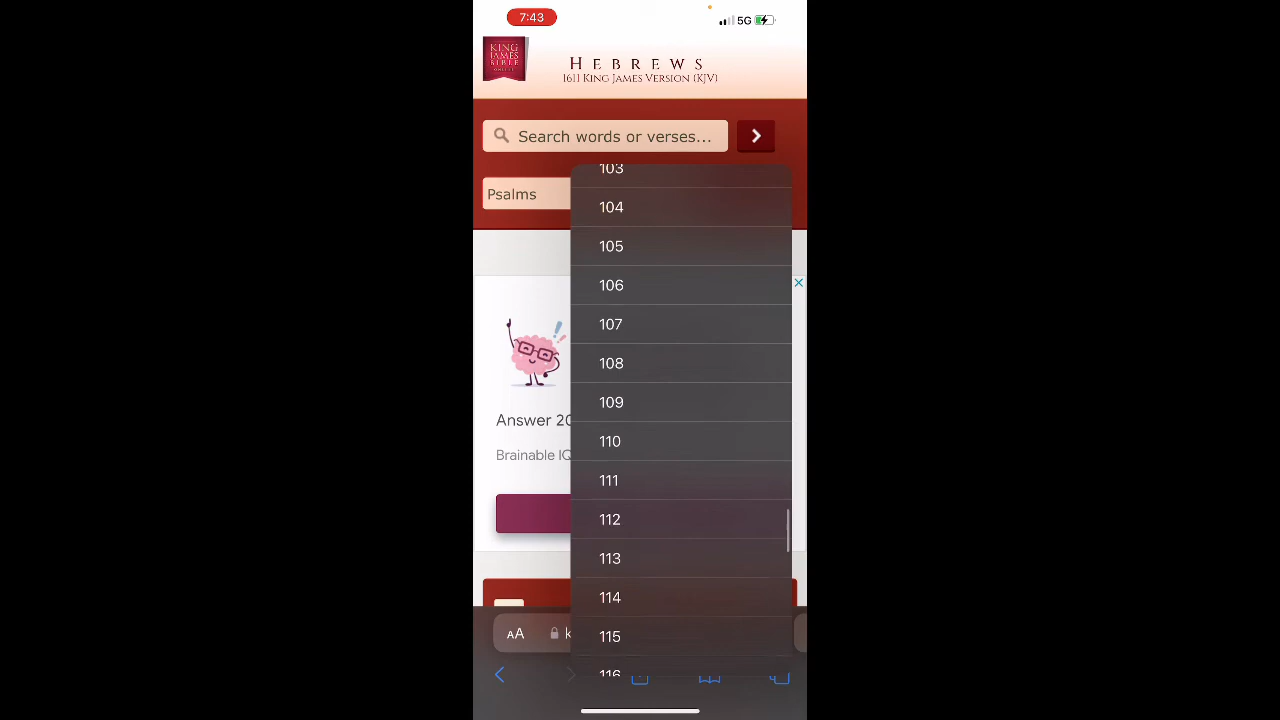 7:43
5G
KING
JAMES
BIBLE
ONLINE
HEBREWS
1611 KING JAMES VERSION (KJV)
Search words or verses...
Psalms
103
104
105
106
107
108
109
110
111
112
113
114
115
116
Answer 20
Brainable IQ
AA
k